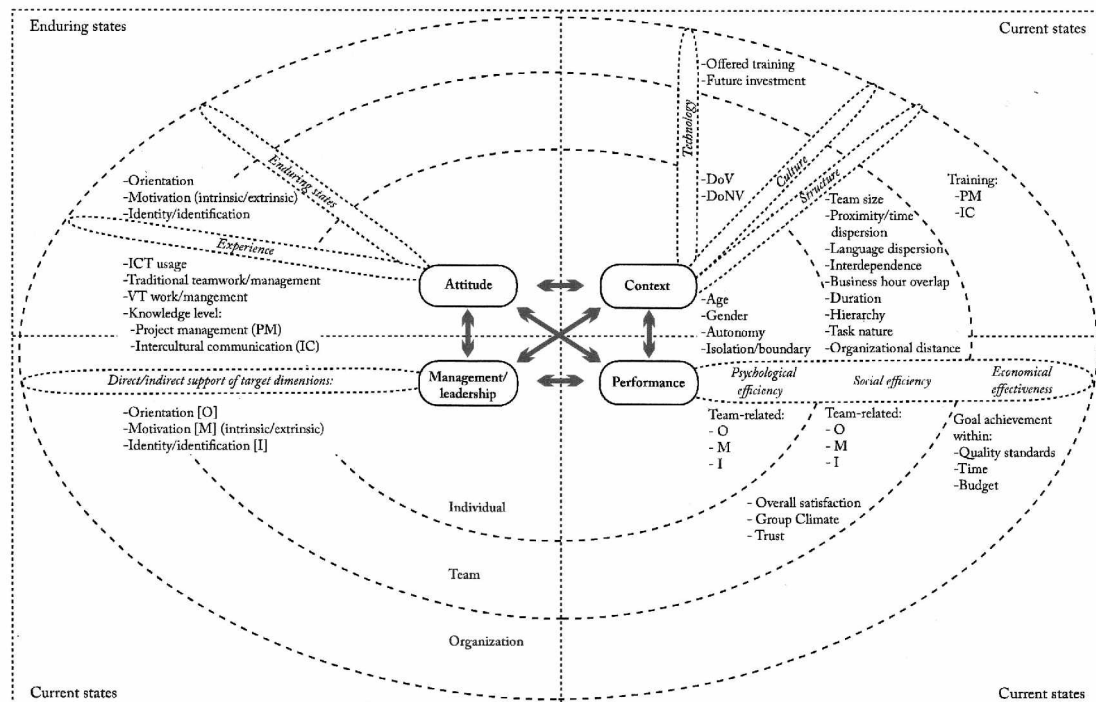 Enduring states
Current states
-Offered training
-Future investment
Technology
Culture
Structure
-DoV
-DoNV
Training:
-PM
-IC
Enduring states
-Orientation
-Motivation (intrinsic/extrinsic)
-Identity/identification
Experience
-ICT usage
-Traditional teamwork/management
-VT work/mangement
-Knowledge level:
-Project management (PM)
-Intercultural communication (IC)
Attitude
Context
-Age
-Gender
-Autonomy
-Isolation/boundary
-Team size
-Proximity/time
dispersion
-Language dispersion
-Interdependence
-Business hour overlap
-Duration
-Hierarchy
-Task nature
-Organizational distance
Direct/indirect support of target dimensions:
Management/
leadership
Performance
Psychological
efficiency
Social efficiency
Economical
effectiveness
-Orientation [O]
-Motivation [M] (intrinsic/extrinsic)
-Identity/identification [I]
Team-related:
- O
- M
- I
Team-related:
- O
- M
- I
Goal achievement
within:
-Quality standards
-Time
-Budget
- Overall satisfaction
- Group Climate
- Trust
Individual
Team
Organization
Current states
Current states